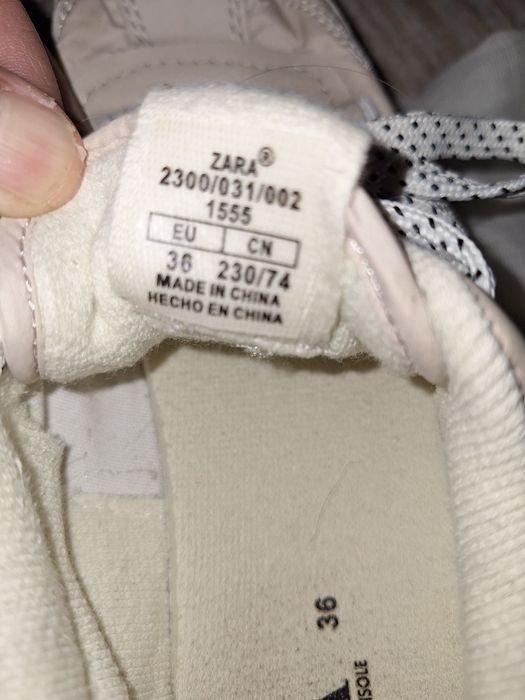 ZARA®
2300/031/002
1555
EU CN
36 230/74
MADE IN CHINA
HECHO EN CHINA
36